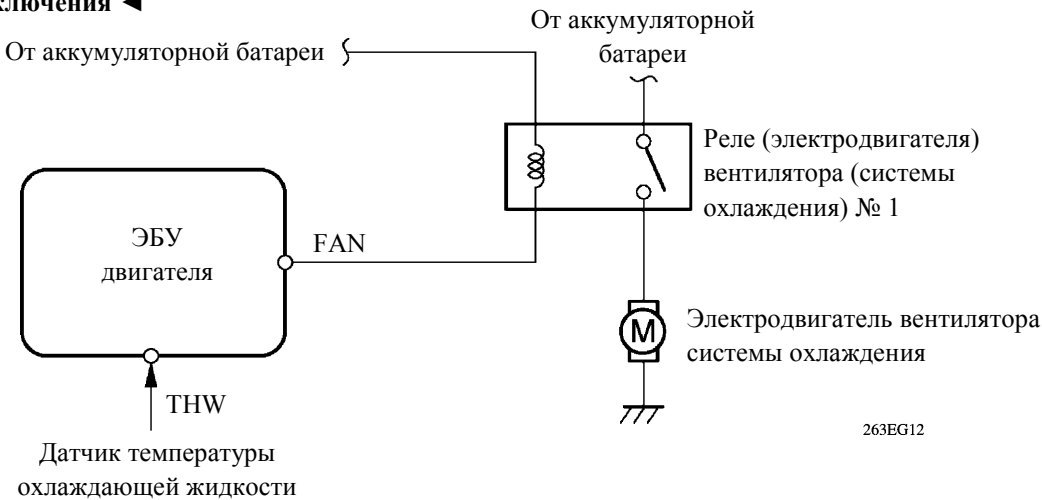 От аккумуляторной
От аккумуляторной батареи
батареи
Реле (электродвигателя)
вентилятора (системы
охлаждения) № 1
ЭБУ
двигателя
FAN
M
Электродвигатель вентилятора
системы охлаждения
THW
263EG12
Датчик температуры
охлаждающей жидкости